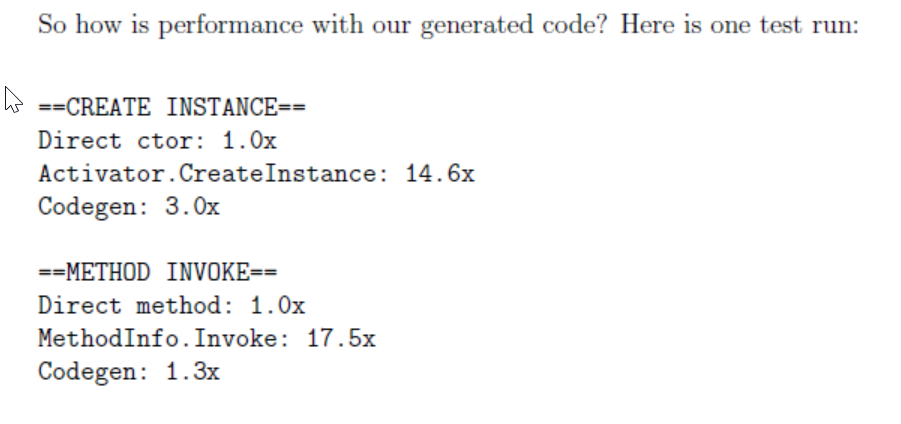 So how is performance with our generated code? Here is one test run:
==CREATE INSTANCE==
Direct ctor: 1.0x
Activator.CreateInstance: 14.6x
Codegen: 3.0x
==METHOD INVOKE==
Direct method: 1.0x
MethodInfo.Invoke: 17.5x
Codegen: 1.3x